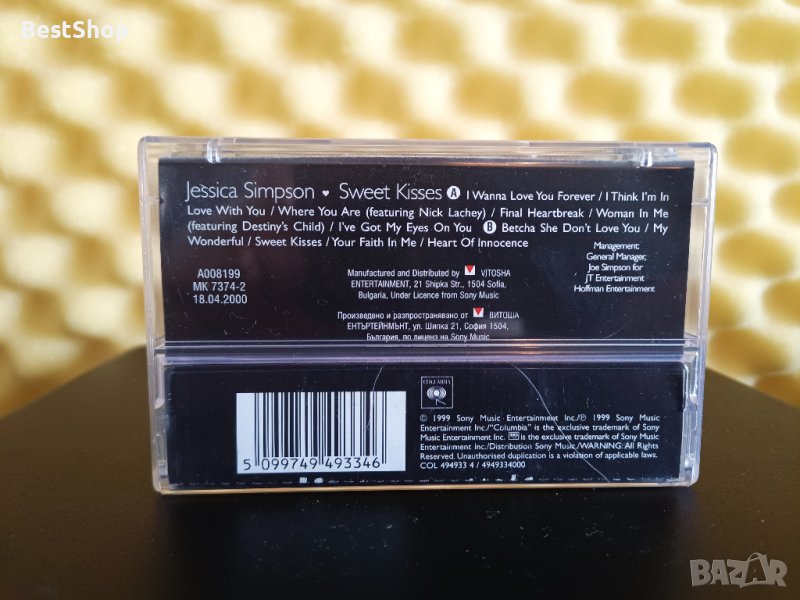 BestShop
Jessica Simpson ♥ Sweet Kisses A I Wanna Love You Forever / I Think I'm In
Love With You / Where You Are (featuring Nick Lachey) / Final Heartbreak / Woman In Me
(featuring Destiny's Child) / I've Got My Eyes On You B Betcha She Don't Love You / My
Wonderful / Sweet Kisses / Your Faith In Me / Heart Of Innocence
Management:
General Manager,
Joe Simpson for
JT Entertainment
Hoffman Entertainment
A008199
MK 7374-2
18.04.2000
Manufactured and Distributed by VITOSHA
ENTERTAINMENT, 21 Shipka Str., 1504 Sofia,
Bulgaria, Under Licence from Sony Music
Произведено и разпространявано от ВИТОША
ЕНТЪРТЕЙНМЪНТ, ул. Шипка 21, София 1504,
България, по лиценз на Sony Music
COLUMBIA
© 1999 Sony Music Entertainment Inc./℗ 1999 Sony Music
Entertainment Inc./"Columbia" is the exclusive trademark of Sony
Music Entertainment Inc. is the exclusive trademark of Sony Music
Entertainment Inc./Distribution Sony Music /WARNING: All Rights
Reserved. Unauthorised duplication is a violation of applicable laws.
COL 494933 4 / 4949334000
5 099749 493346
BAZAR